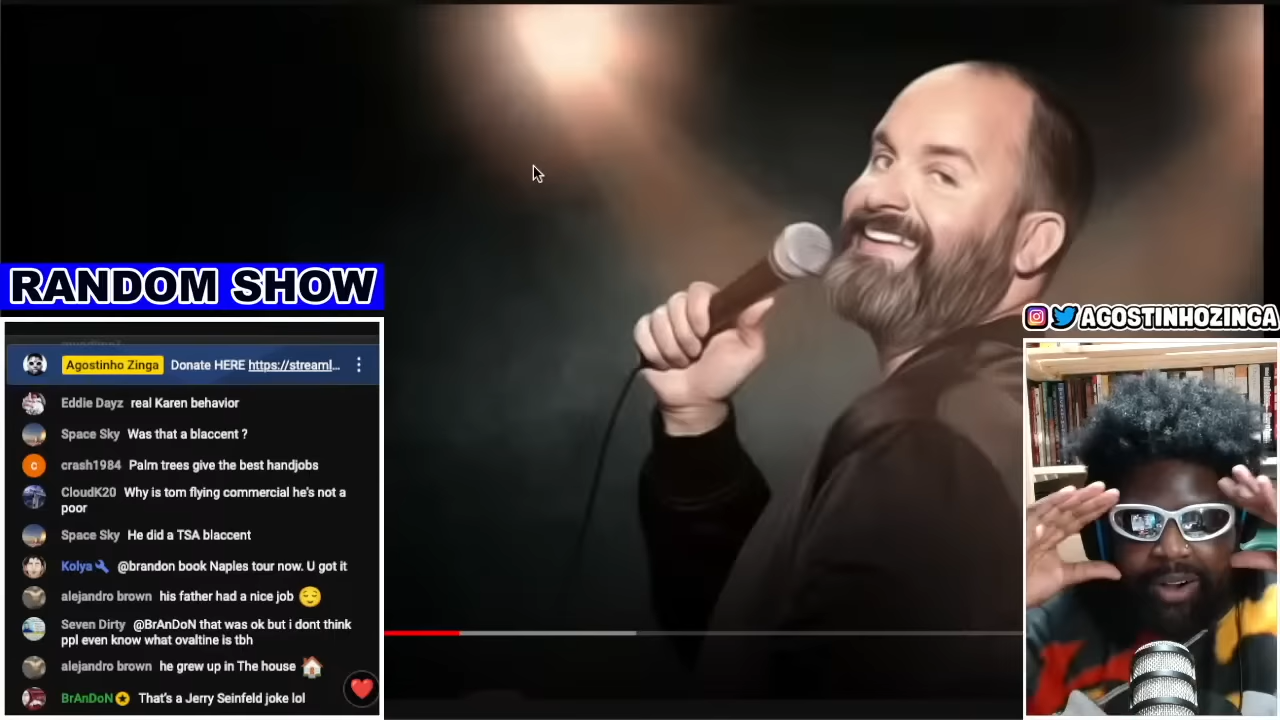 RANDOM SHOW
Agostinho Zinga Donate HERE https://streaml...
Eddie Dayz real Karen behavior
Space Sky Was that a blaccent ?
crash1984 Palm trees give the best handjobs
CloudK20 Why is tom flying commercial he's not a
poor
Space Sky He did a TSA blaccent
Kolya @brandon book Naples tour now. U got it
alejandro brown his father had a nice job
Seven Dirty @BrAnDoN that was ok but i dont think
ppl even know what ovaltine is tbh
alejandro brown he grew up in The house
BrAnDoN That's a Jerry Seinfeld joke lol
AGOSTINHOZINGA